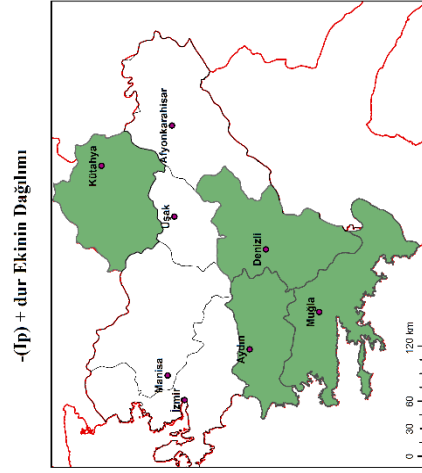 -(I)p) + dur Ekinin Dağılımı
Kütahya
Afyonkarahisar
Uşak
Manisa
İzmir
Denizli
Aydın
Muğla
0 30 60 120 km